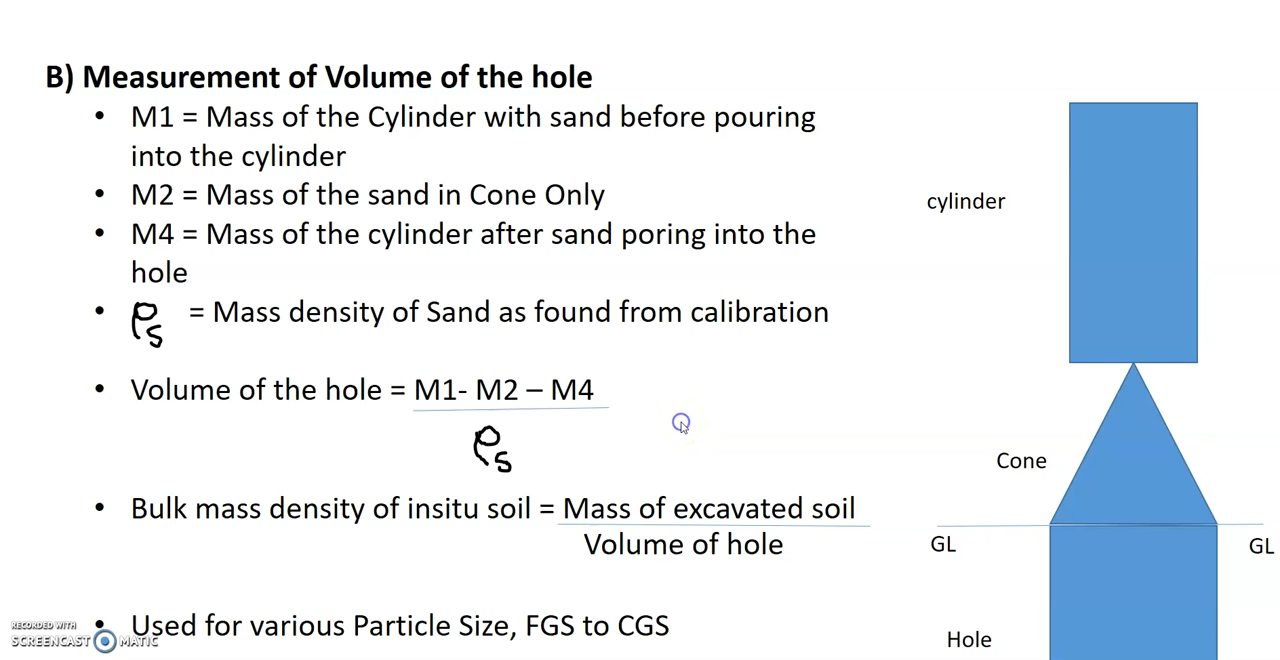 B) Measurement of Volume of the hole
• M1 = Mass of the Cylinder with sand before pouring
into the cylinder
• M2 = Mass of the sand in Cone Only
• M4 = Mass of the cylinder after sand poring into the
hole
• ρs = Mass density of Sand as found from calibration
• Volume of the hole = M1- M2 – M4
ρs
• Bulk mass density of insitu soil = Mass of excavated soil
Volume of hole
• Used for various Particle Size, FGS to CGS
cylinder
Cone
GL
GL
Hole
RECORDED WITH
SCREENCAST MATIC